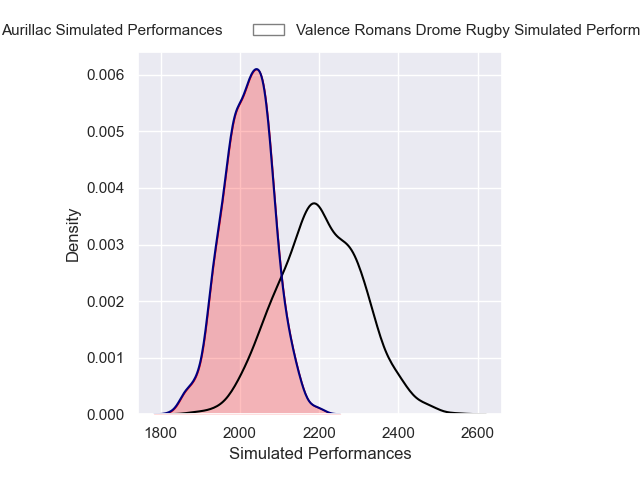 Aurillac Simulated Performances   Valence Romans Drome Rugby Simulated Perform
0.006
0.005
0.004
0.003
0.002
0.001
0.000
Density
1800 2000 2200 2400 2600
Simulated Performances